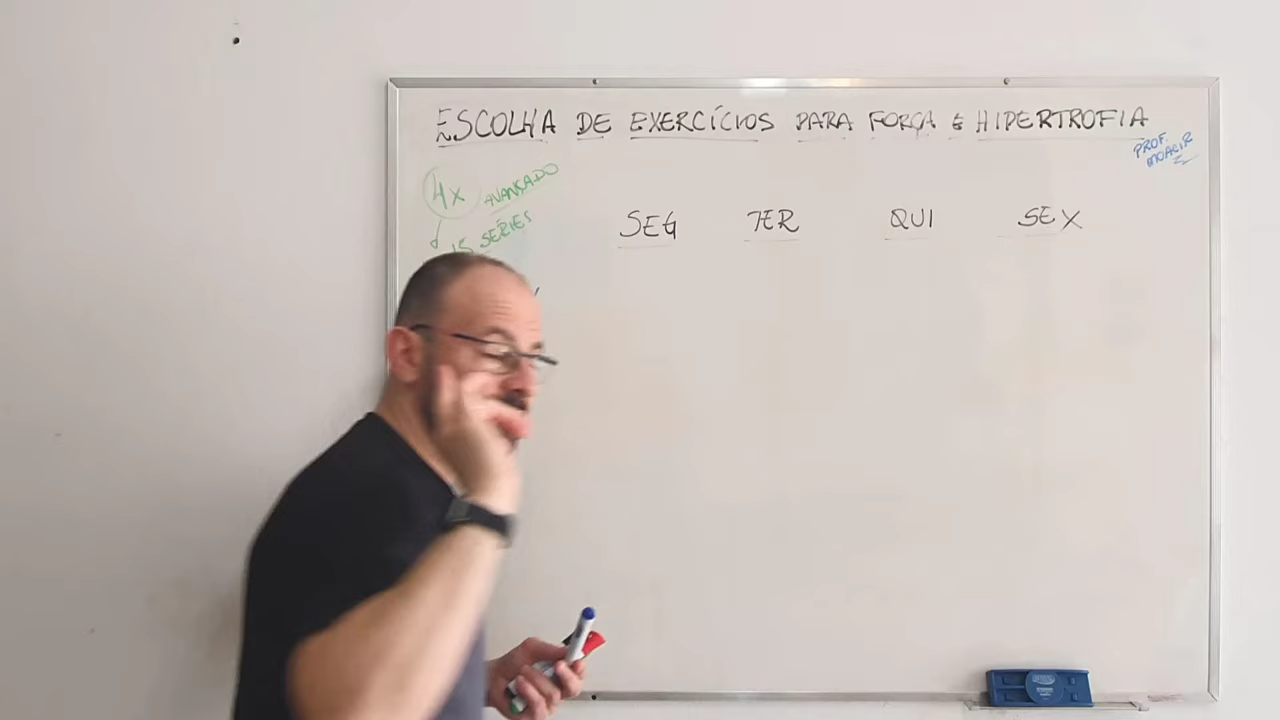 ESCOLHA DE EXERCÍCIOS PARA FORÇA E HIPERTROFIA
PROF.
MOACIR
4x AVANÇADO
15 SÉRIES
SEG TER QUI SEX